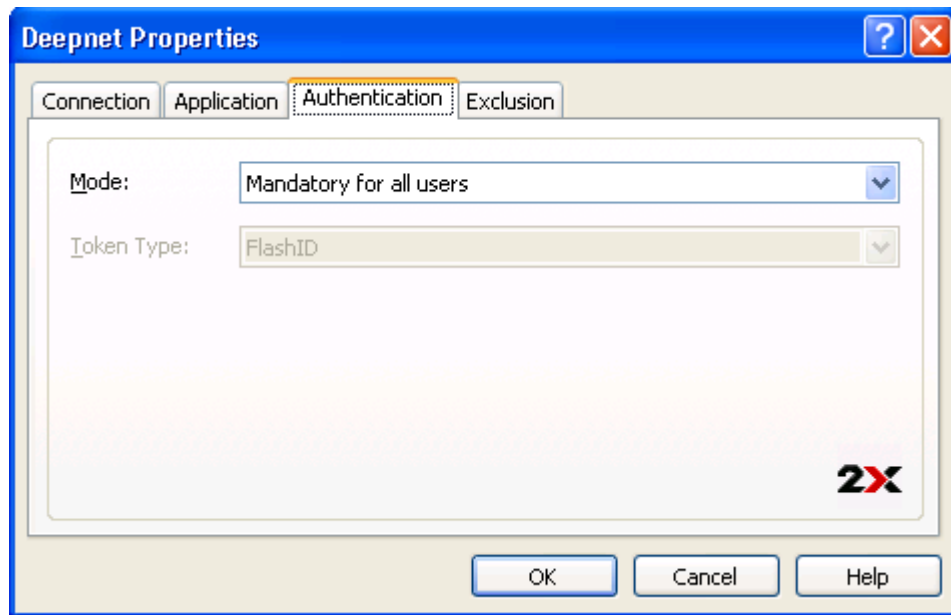 Deepnet Properties
Connection Application Authentication Exclusion
Mode: Mandatory for all users
Token Type: FlashID
2X
OK Cancel Help